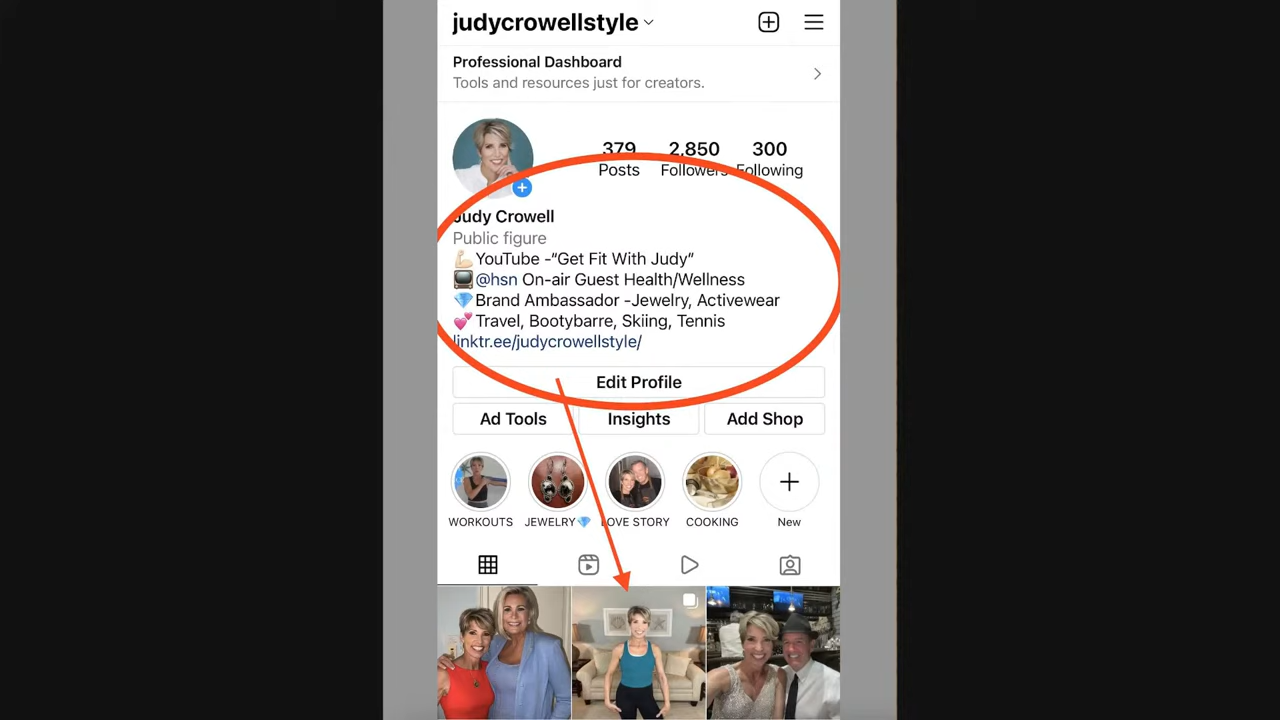 judycrowellstyle
Professional Dashboard
Tools and resources just for creators.
379 2,850 300
Posts Followers Following
Judy Crowell
Public figure
💪🏻YouTube -“Get Fit With Judy”
📺@hsn On-air Guest Health/Wellness
💎Brand Ambassador -Jewelry, Activewear
💕Travel, Bootybarre, Skiing, Tennis
linktr.ee/judycrowellstyle/
Edit Profile
Ad Tools Insights Add Shop
WORKOUTS JEWELRY💎 LOVE STORY COOKING New